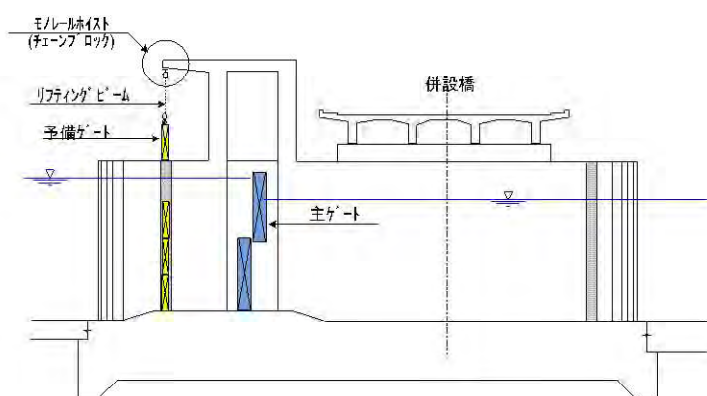 モノレールホイスト
(チェーンブロック)
リフティングビーム
予備ゲート
併設橋
主ゲート